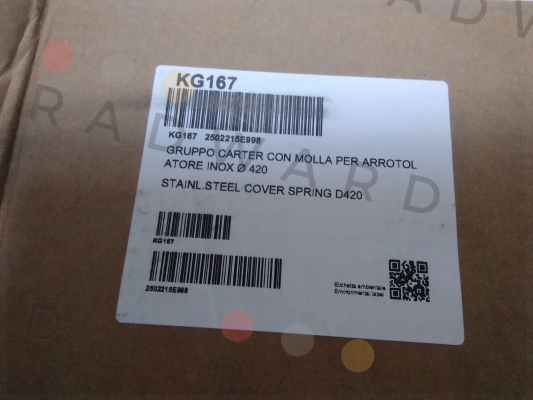 KG167
KG167 2502215E998
GRUPPO CARTER CON MOLLA PER ARROTOL
ATORE INOX Ø 420
STAINL.STEEL COVER SPRING D420
KG167
2502215E998
Etichetta ambientale
Environmental label
RADWARD